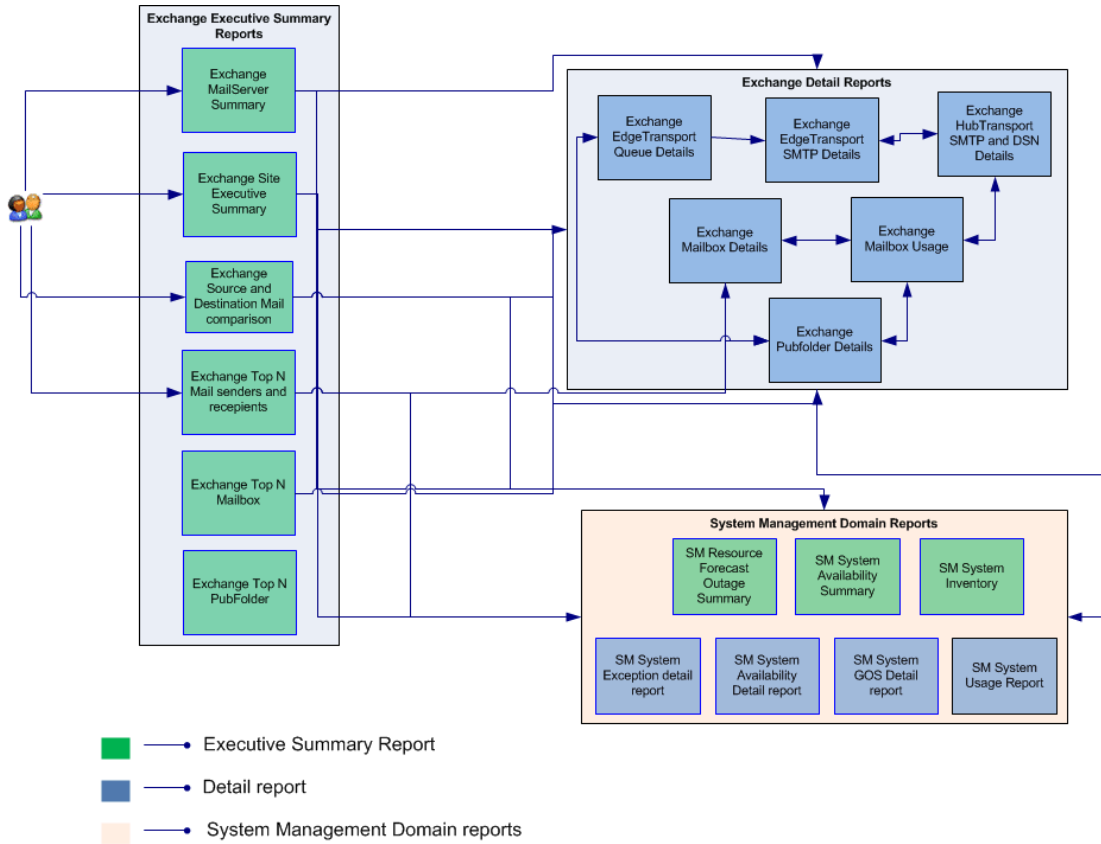 Exchange Executive Summary
Reports
Exchange
MailServer
Summary
Exchange Site
Executive
Summary
Exchange
Source and
Destination Mail
comparison
Exchange Top N
Mail senders and
recepients
Exchange Top N
Mailbox
Exchange Top N
PubFolder
Exchange Detail Reports
Exchange
EdgeTransport
Queue Details
Exchange
EdgeTransport
SMTP Details
Exchange
HubTransport
SMTP and DSN
Details
Exchange
Mailbox Details
Exchange
Mailbox Usage
Exchange
Pubfolder Details
System Management Domain Reports
SM Resource
Forecast
Outage
Summary
SM System
Availability
Summary
SM System
Inventory
SM System
Exception detail
report
SM System
Availability
Detail report
SM System
GOS Detail
report
SM System
Usage Report
Executive Summary Report
Detail report
System Management Domain reports